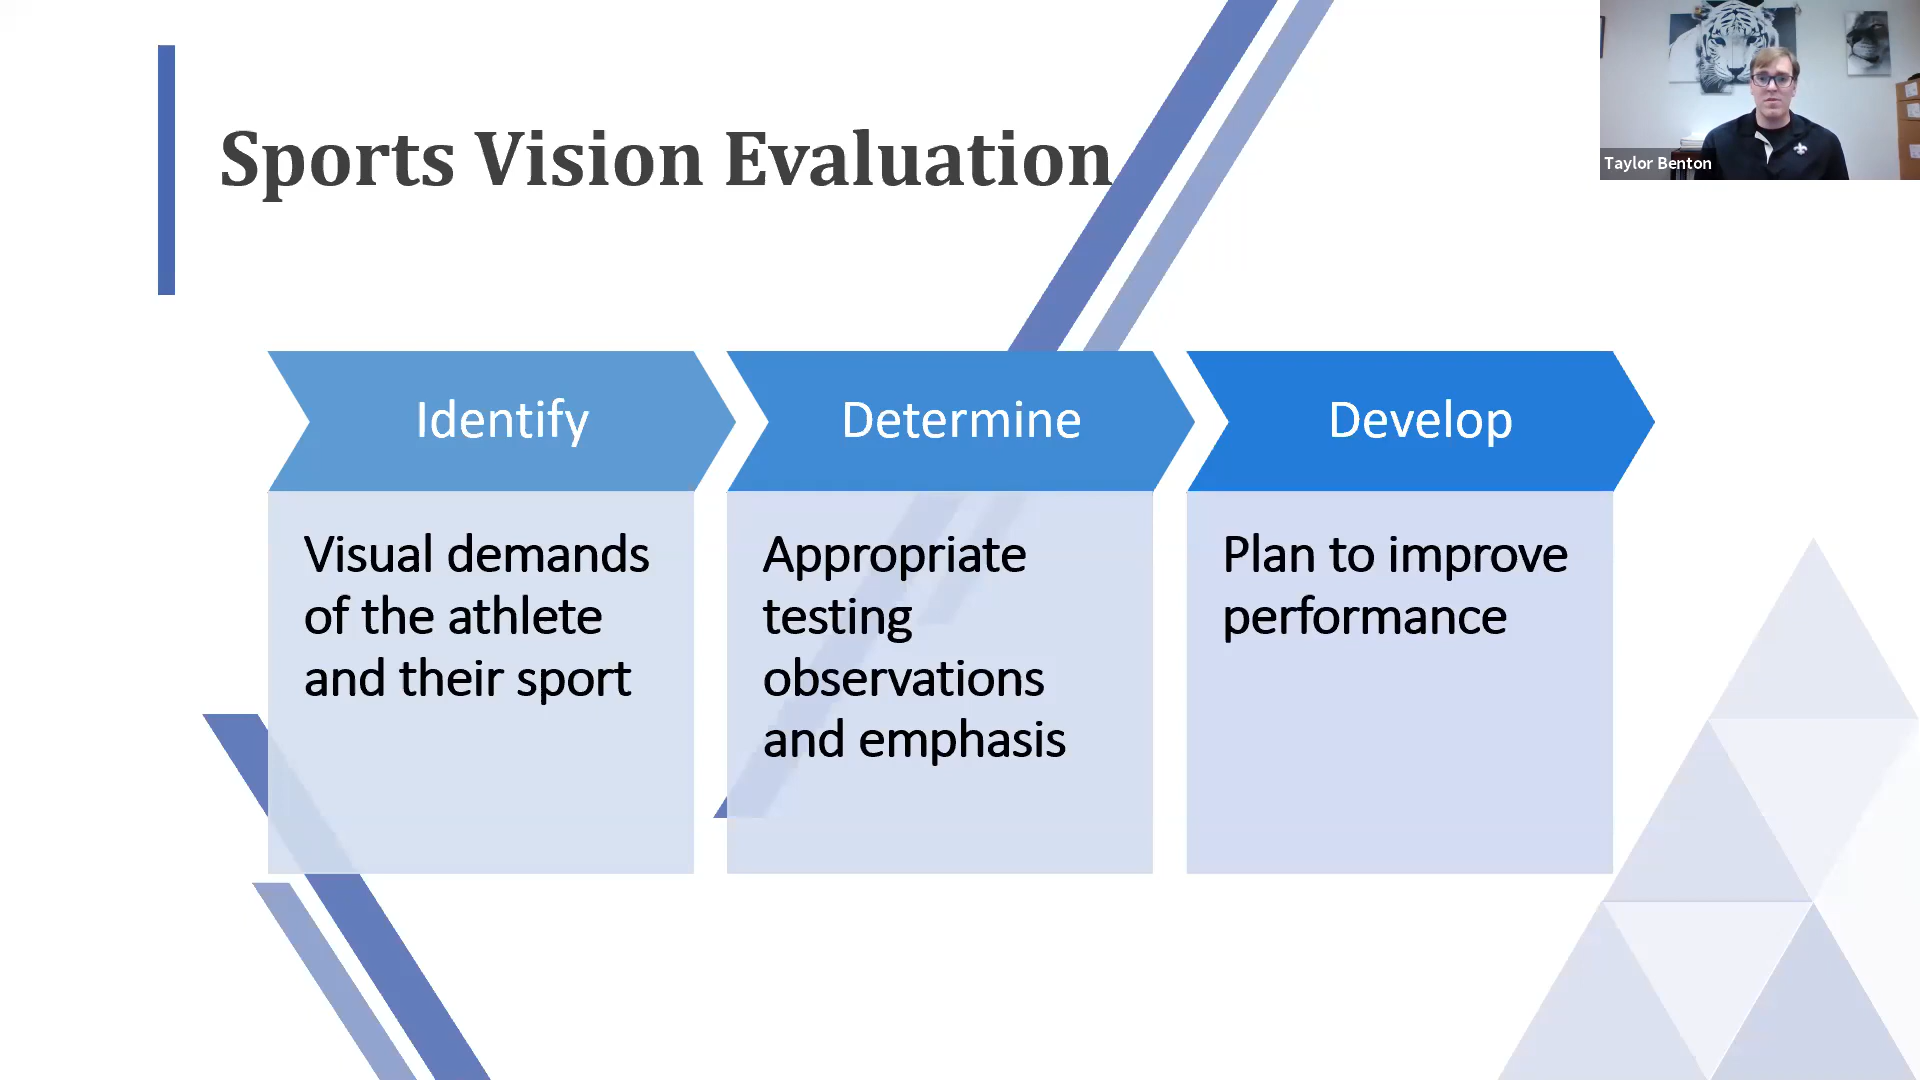 Sports Vision Evaluation
Taylor Benton
Identify
Visual demands
of the athlete
and their sport
Determine
Appropriate
testing
observations
and emphasis
Develop
Plan to improve
performance